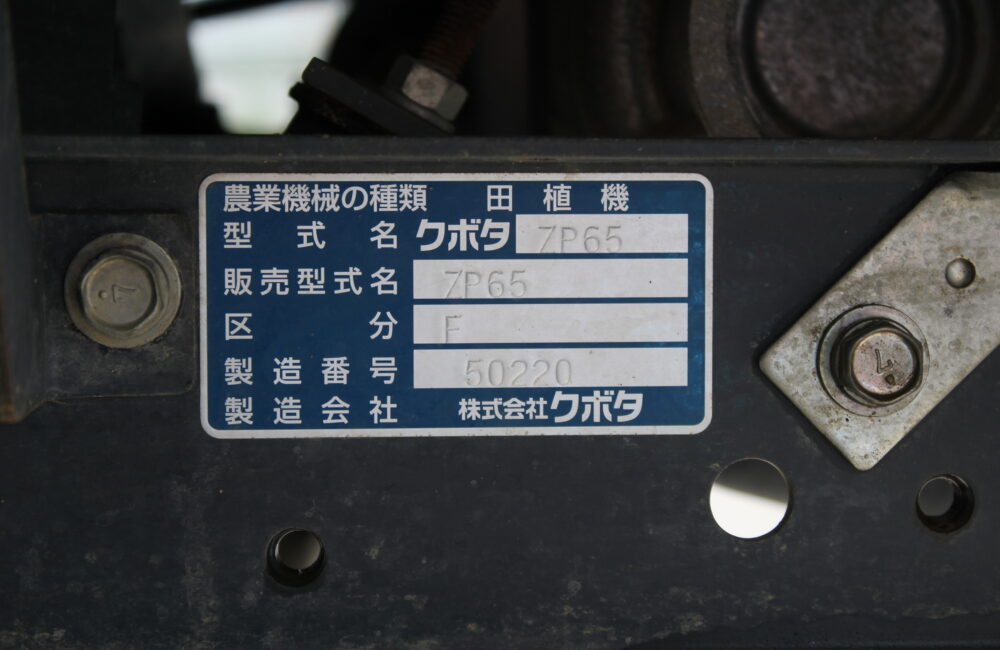 農業機械の種類 田植機
型式名 クボタ ZP65
販売型式名 ZP65
区分 F
製造番号 50220
製造会社 株式会社クボタ
7
4